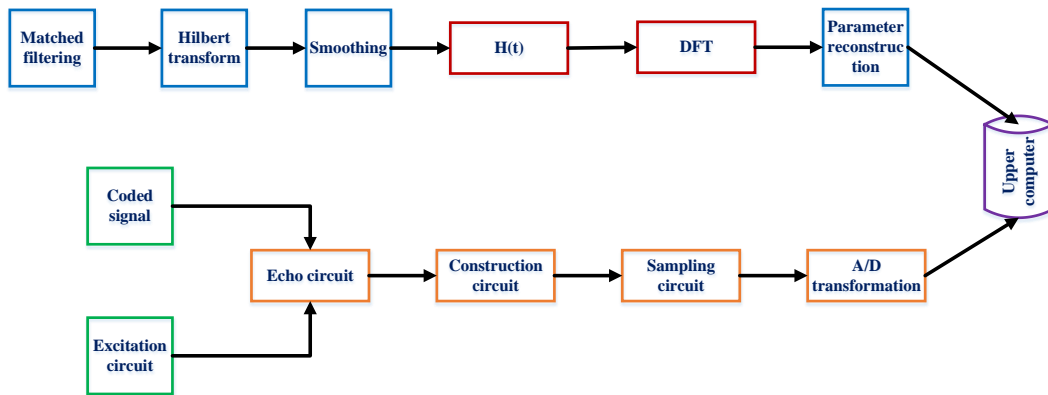 Matched
filtering
Hilbert
transform
Smoothing
H(t)
DFT
Parameter
reconstruc
tion
Upper
computer
Coded
signal
Echo circuit
Construction
circuit
Sampling
circuit
A/D
transformation
Excitation
circuit